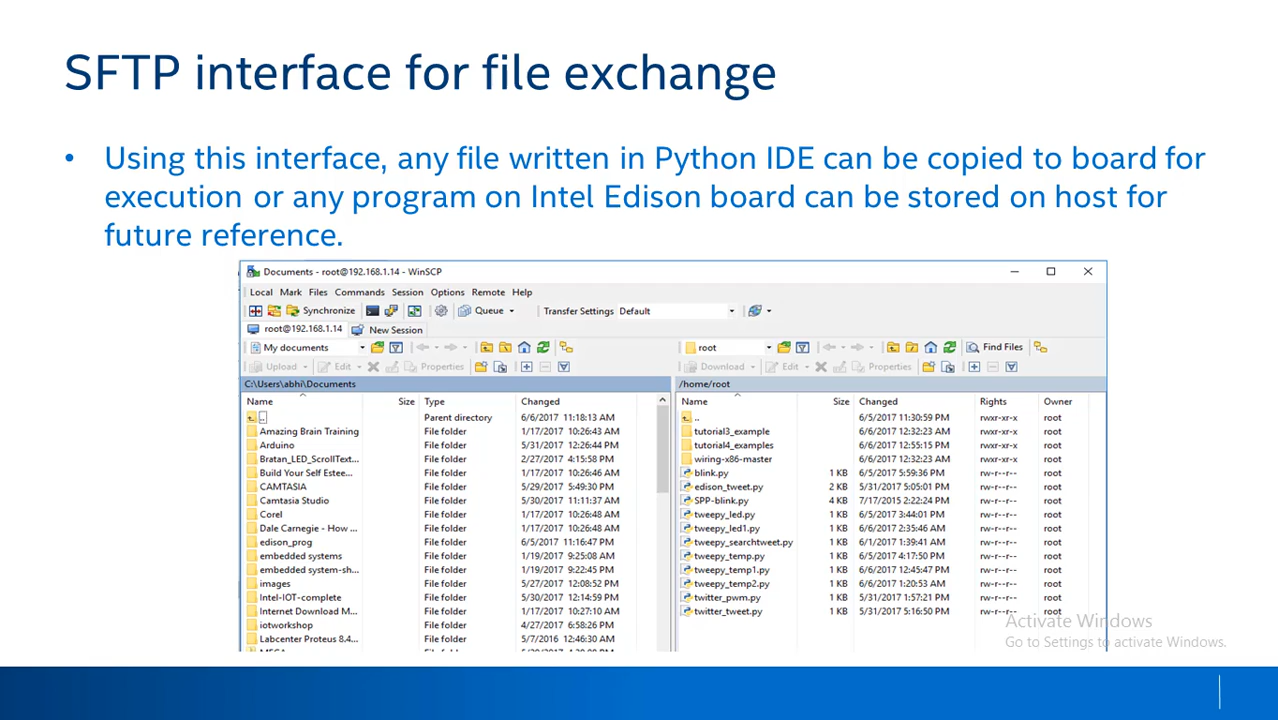 SFTP interface for file exchange
• Using this interface, any file written in Python IDE can be copied to board for
execution or any program on Intel Edison board can be stored on host for
future reference.
Documents - root@192.168.1.14 - WinSCP
Local Mark Files Commands Session Options Remote Help
Synchronize Queue Transfer Settings Default
root@192.168.1.14 New Session
My documents root Find Files
Upload Edit Properties Download Edit Properties
C:\Users\abhi\Documents /home/root
Name Size Type Changed Name Size Changed Rights Owner
.. Parent directory 6/6/2017 11:18:13 AM .. 6/5/2017 11:30:59 PM rwxr-xr-x root
Amazing Brain Training File folder 1/17/2017 10:26:43 AM tutorial3_example 6/6/2017 12:32:23 AM rwxr-xr-x root
Arduino File folder 5/31/2017 12:26:44 PM tutorial4_examples 6/6/2017 12:55:15 PM rwxr-xr-x root
Bratan_LED_ScrollText... File folder 2/27/2017 4:15:58 PM wiring-x86-master 6/6/2017 12:32:23 AM rwxr-xr-x root
Build Your Self Estee... File folder 1/17/2017 10:26:46 AM blink.py 1 KB 6/5/2017 5:59:36 PM rw-r--r-- root
CAMTASIA File folder 5/29/2017 5:49:30 PM edison_tweet.py 2 KB 5/31/2017 5:05:01 PM rw-r--r-- root
Camtasia Studio File folder 5/30/2017 11:11:37 AM SPP-blink.py 4 KB 7/17/2015 2:22:24 PM rw-r--r-- root
Corel File folder 1/17/2017 10:26:48 AM tweepy_led.py 1 KB 6/5/2017 3:44:01 PM rw-r--r-- root
Dale Carnegie - How ... File folder 1/17/2017 10:26:48 AM tweepy_led1.py 1 KB 6/6/2017 2:35:46 AM rw-r--r-- root
edison_prog File folder 6/5/2017 11:16:47 PM tweepy_searchtweet.py 1 KB 6/1/2017 1:39:41 AM rw-r--r-- root
embedded systems File folder 1/19/2017 9:25:08 AM tweepy_temp.py 1 KB 6/5/2017 4:17:50 PM rw-r--r-- root
embedded system-sh... File folder 1/19/2017 9:22:45 PM tweepy_temp1.py 1 KB 6/6/2017 12:45:47 PM rw-r--r-- root
images File folder 5/27/2017 12:08:52 PM tweepy_temp2.py 1 KB 6/6/2017 1:20:53 AM rw-r--r-- root
Intel-IOT-complete File folder 5/30/2017 12:14:59 PM twitter_pwm.py 1 KB 5/31/2017 1:57:21 PM rw-r--r-- root
Internet Download M... File folder 1/17/2017 10:27:10 AM twitter_tweet.py 1 KB 5/31/2017 5:16:50 PM rw-r--r-- root
iotworkshop File folder 4/27/2017 6:58:26 PM
Labcenter Proteus 8.4... File folder 5/7/2016 12:46:30 AM
Activate Windows
Go to Settings to activate Windows.